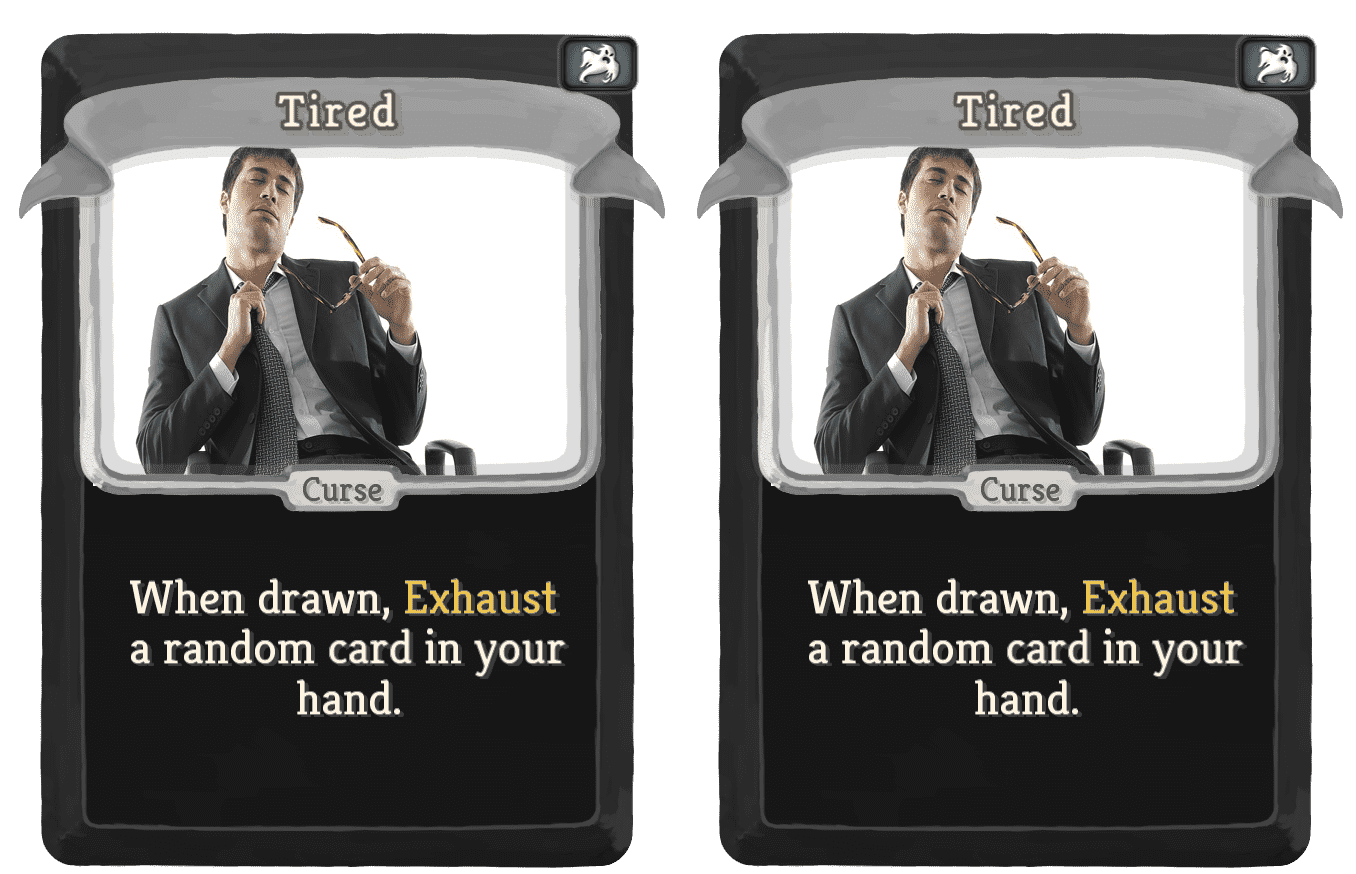 Tired
Curse
When drawn, Exhaust
a random card in your
hand.
Tired
Curse
When drawn, Exhaust
a random card in your
hand.